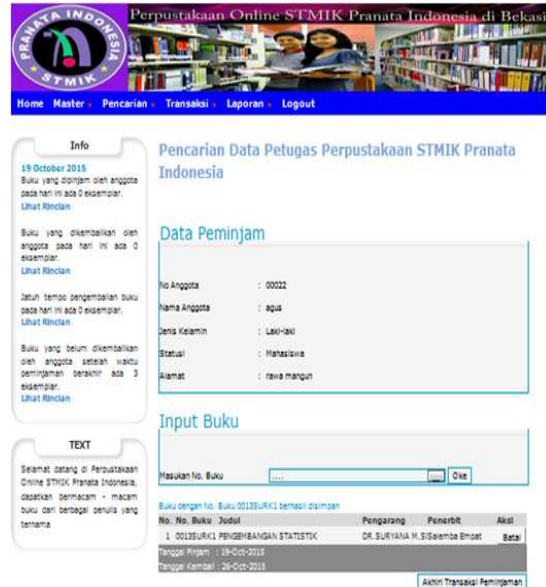 PRANATA INDONESIA
STMIK
Perpustakaan Online STMIK Pranata Indonesia di Bekasi
Home Master Pencarian Transaksi Laporan Logout
Info
19 October 2015
Buku yang dipinjam oleh anggota
pada hari ini ada 0 eksemplar.
Lihat Rincian
Buku yang dikembalikan oleh
anggota pada hari ini ada 0
eksemplar.
Lihat Rincian
Jatuh tempo pengembalian buku
pada hari ini ada 0 eksemplar.
Lihat Rincian
Buku yang belum dikembalikan
oleh anggota setelah waktu
peminjaman berakhir ada 3
eksemplar.
Lihat Rincian
TEXT
Selamat datang di Perpustakaan
Online STMIK Pranata Indonesia,
dapatkan bermacam - macam
buku dari berbagai penulis yang
ternama
Pencarian Data Petugas Perpustakaan STMIK Pranata
Indonesia
Data Peminjam
No Anggota : 00022
Nama Anggota : agus
Jenis Kelamin : Laki-laki
Statusl : Mahasiswa
Alamat : rawa mangun
Input Buku
Masukan No. Buku .... Oke
Buku dengan No. Buku 0013SURK1 berhasil disimpan
No. No. Buku Judul Pengarang Penerbit Aksi
1 0013SURK1 PENGEMBANGAN STATISTIK DR.SURYANA M.SI Salemba Empat Batal
Tanggal Pinjam : 19-Oct-2015
Tanggal Kembali : 26-Oct-2015
Akhiri Transaksi Peminjaman